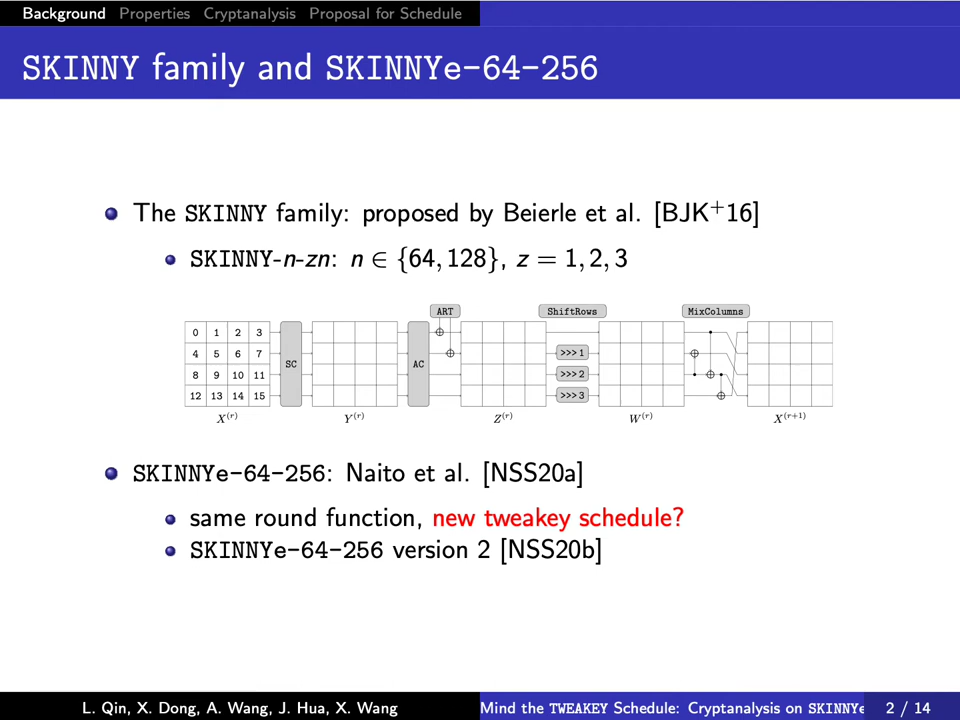 Background Properties Cryptanalysis Proposal for Schedule
SKINNY family and SKINNYe-64-256
The SKINNY family: proposed by Beierle et al. [BJK+16]
SKINNY-n-zn: n ∈ {64, 128}, z = 1, 2, 3
ART ShiftRows MixColumns
0 1 2 3
4 5 6 7
8 9 10 11
12 13 14 15
SC
AC
>>> 1
>>> 2
>>> 3
X^(r) Y^(r) Z^(r) W^(r) X^(r+1)
SKINNYe-64-256: Naito et al. [NSS20a]
same round function, new tweakey schedule?
SKINNYe-64-256 version 2 [NSS20b]
L. Qin, X. Dong, A. Wang, J. Hua, X. Wang
Mind the TWEAKEY Schedule: Cryptanalysis on SKINNYe
2 / 14